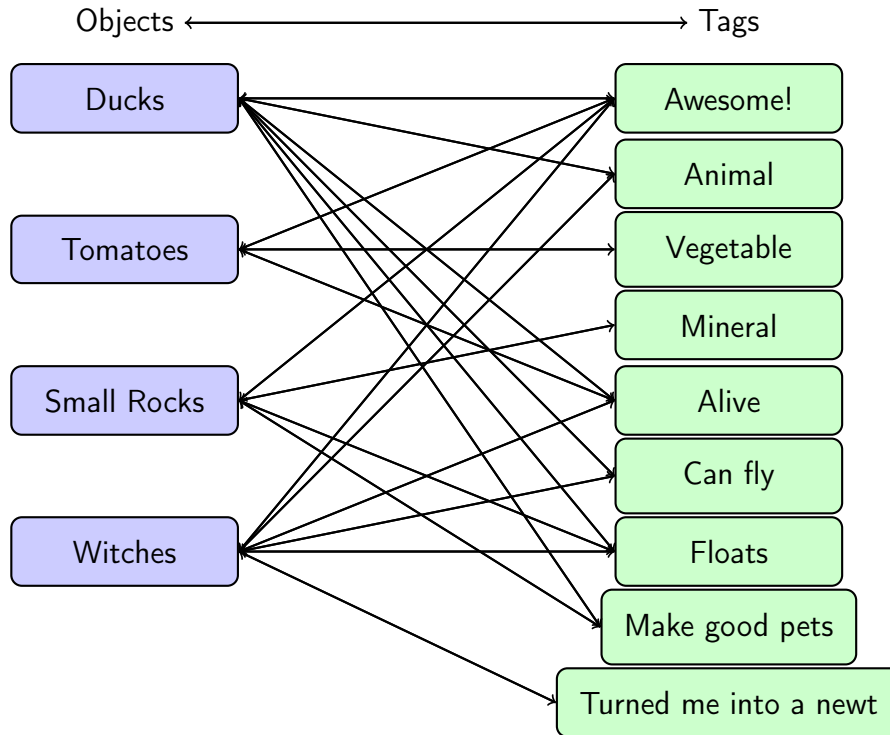 Objects Tags
Ducks Awesome!
Animal
Tomatoes Vegetable
Mineral
Small Rocks Alive
Can fly
Witches Floats
Make good pets
Turned me into a newt